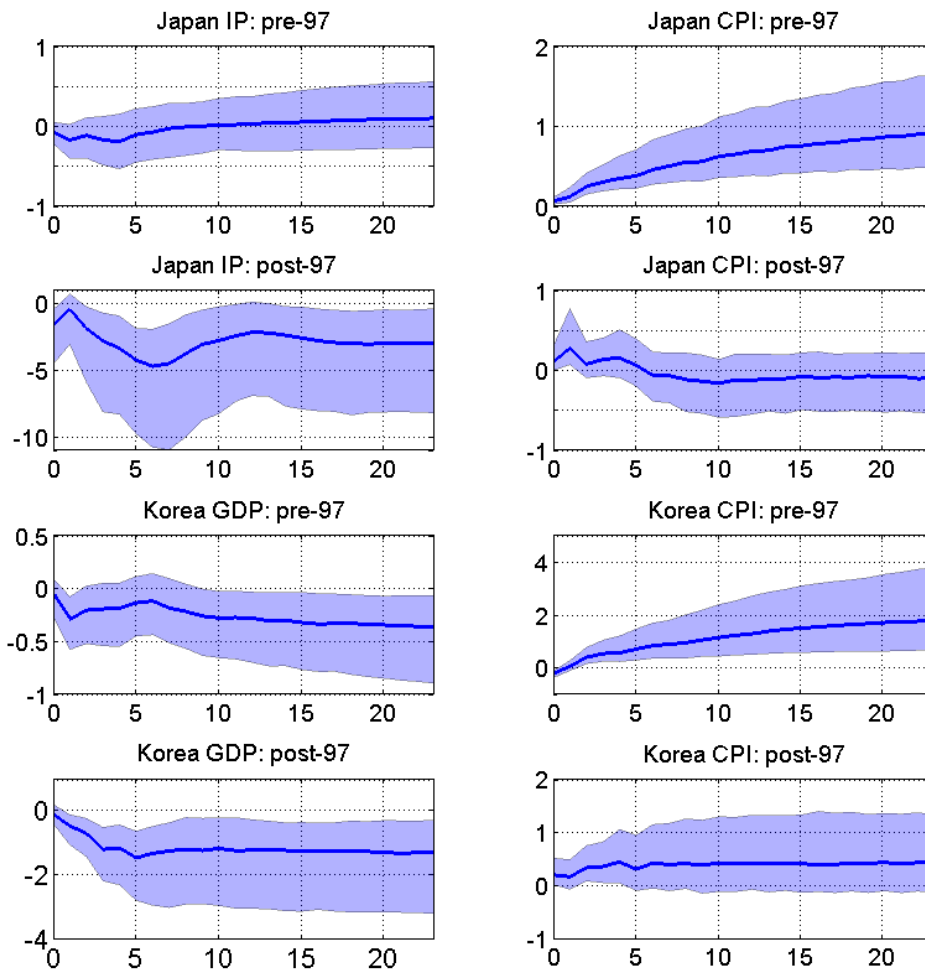 Japan IP: pre-97
1
0
-1
0 5 10 15 20
Japan CPI: pre-97
2
1
0
0 5 10 15 20
Japan IP: post-97
0
-5
-10
0 5 10 15 20
Japan CPI: post-97
1
0
-1
0 5 10 15 20
Korea GDP: pre-97
0.5
0
-0.5
-1
0 5 10 15 20
Korea CPI: pre-97
4
2
0
0 5 10 15 20
Korea GDP: post-97
0
-2
-4
0 5 10 15 20
Korea CPI: post-97
2
1
0
-1
0 5 10 15 20